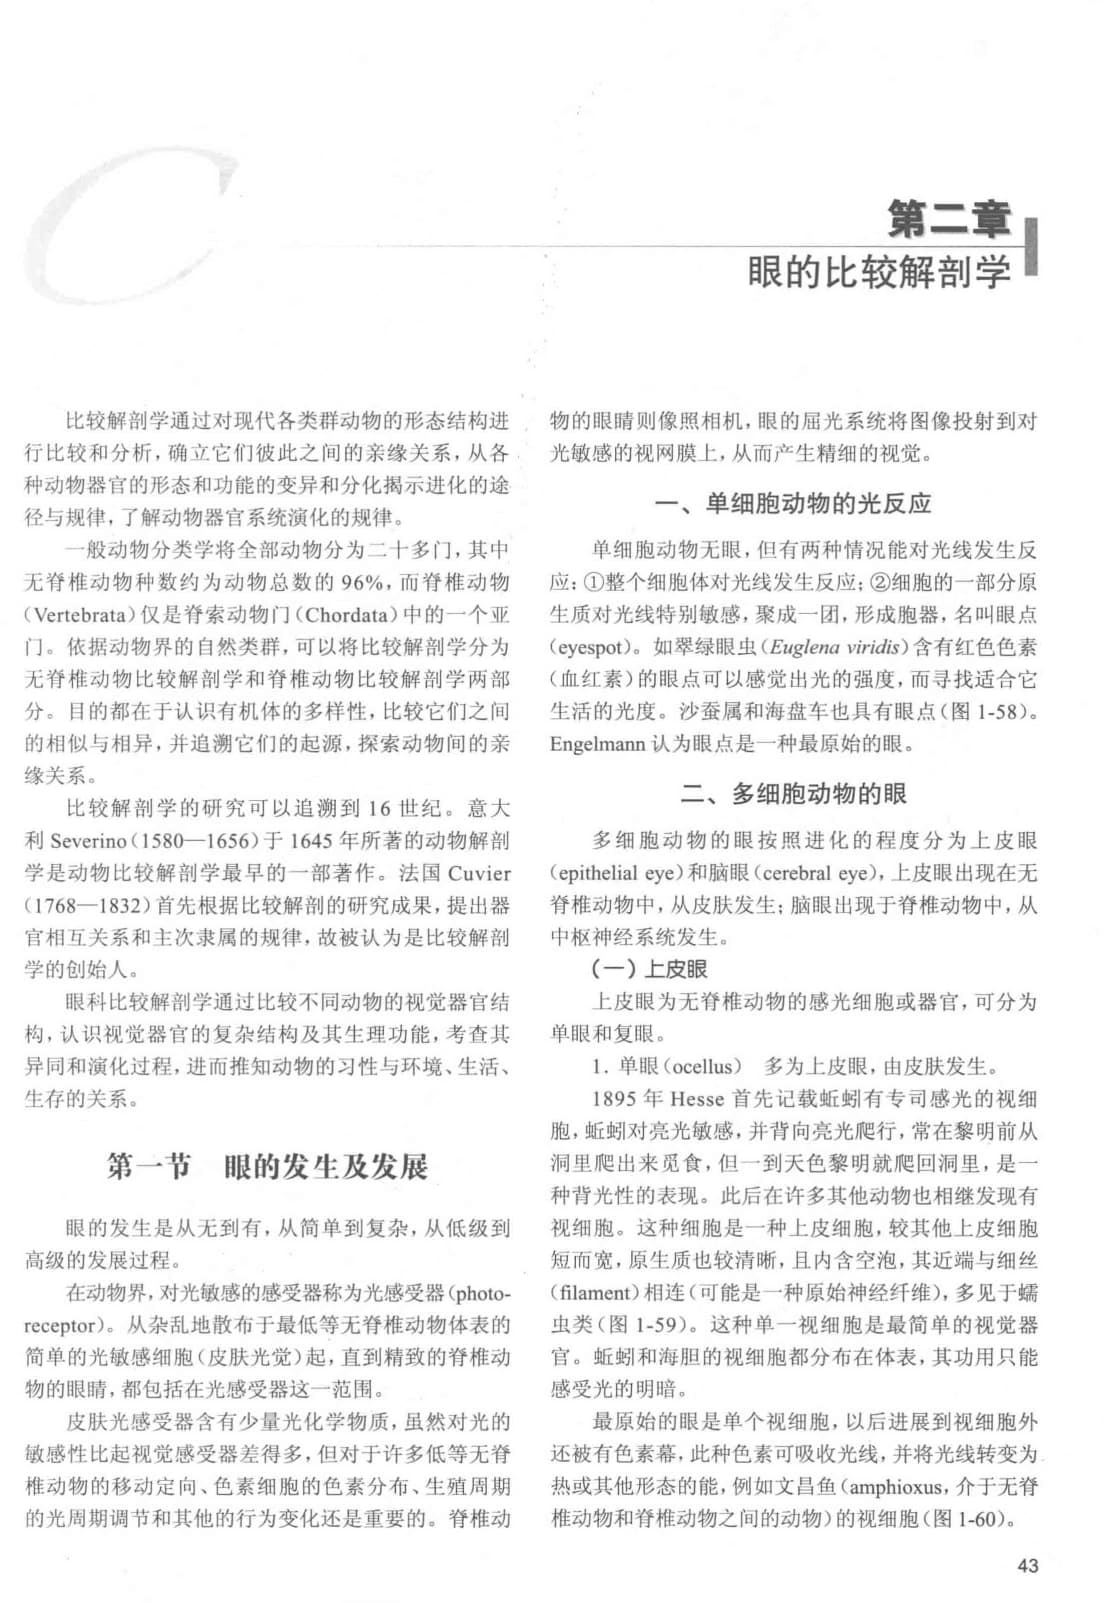 第二章
眼的比较解剖学
比较解剖学通过对现代各类群动物的形态结构进
行比较和分析，确立它们彼此之间的亲缘关系，从各
种动物器官的形态和功能的变异和分化揭示进化的途
径与规律，了解动物器官系统演化的规律。
一般动物分类学将全部动物分为二十多门，其中
无脊椎动物种数约为动物总数的 96%，而脊椎动物
（Vertebrata）仅是脊索动物门（Chordata）中的一个亚
门。依据动物界的自然类群，可以将比较解剖学分为
无脊椎动物比较解剖学和脊椎动物比较解剖学两部
分。目的都在于认识有机体的多样性，比较它们之间
的相似与相异，并追溯它们的起源，探索动物间的亲
缘关系。
比较解剖学的研究可以追溯到 16 世纪。意大
利 Severino（1580—1656）于 1645 年所著的动物解剖
学是动物比较解剖学最早的一部著作。法国 Cuvier
（1768—1832）首先根据比较解剖的研究成果，提出器
官相互关系和主次隶属的规律，故被认为是比较解剖
学的创始人。
眼科比较解剖学通过比较不同动物的视觉器官结
构，认识视觉器官的复杂结构及其生理功能，考查其
异同和演化过程，进而推知动物的习性与环境、生活、
生存的关系。
第一节　眼的发生及发展
眼的发生是从无到有，从简单到复杂，从低级到
高级的发展过程。
在动物界，对光敏感的感受器称为光感受器（photo-
receptor）。从杂乱地散布于最低等无脊椎动物体表的
简单的光敏感细胞（皮肤光觉）起，直到精致的脊椎动
物的眼睛，都包括在光感受器这一范围。
皮肤光感受器含有少量光化学物质，虽然对光的
敏感性比起视觉感受器差得多，但对于许多低等无脊
椎动物的移动定向、色素细胞的色素分布、生殖周期
的光周期调节和其他的行为变化还是重要的。脊椎动
物的眼睛则像照相机，眼的屈光系统将图像投射到对
光敏感的视网膜上，从而产生精细的视觉。
一、单细胞动物的光反应
单细胞动物无眼，但有两种情况能对光线发生反
应：①整个细胞体对光线发生反应；②细胞的一部分原
生质对光线特别敏感，聚成一团，形成胞器，名叫眼点
（eyespot）。如翠绿眼虫（Euglena viridis）含有红色色素
（血红素）的眼点可以感觉出光的强度，而寻找适合它
生活的光度。沙蚕属和海盘车也具有眼点（图 1-58）。
Engelmann 认为眼点是一种最原始的眼。
二、多细胞动物的眼
多细胞动物的眼按照进化的程度分为上皮眼
（epithelial eye）和脑眼（cerebral eye），上皮眼出现在无
脊椎动物中，从皮肤发生；脑眼出现于脊椎动物中，从
中枢神经系统发生。
（一）上皮眼
上皮眼为无脊椎动物的感光细胞或器官，可分为
单眼和复眼。
1. 单眼（ocellus）　多为上皮眼，由皮肤发生。
1895 年 Hesse 首先记载蚯蚓有专司感光的视细
胞，蚯蚓对亮光敏感，并背向亮光爬行，常在黎明前从
洞里爬出来觅食，但一到天色黎明就爬回洞里，是一
种背光性的表现。此后在许多其他动物也相继发现有
视细胞。这种细胞是一种上皮细胞，较其他上皮细胞
短而宽，原生质也较清晰，且内含空泡，其近端与细丝
（filament）相连（可能是一种原始神经纤维），多见于蠕
虫类（图 1-59）。这种单一视细胞是最简单的视觉器
官。蚯蚓和海胆的视细胞都分布在体表，其功用只能
感受光的明暗。
最原始的眼是单个视细胞，以后进展到视细胞外
还被有色素幕，此种色素可吸收光线，并将光线转变为
热或其他形态的能，例如文昌鱼（amphioxus，介于无脊
椎动物和脊椎动物之间的动物）的视细胞（图 1-60）。
43